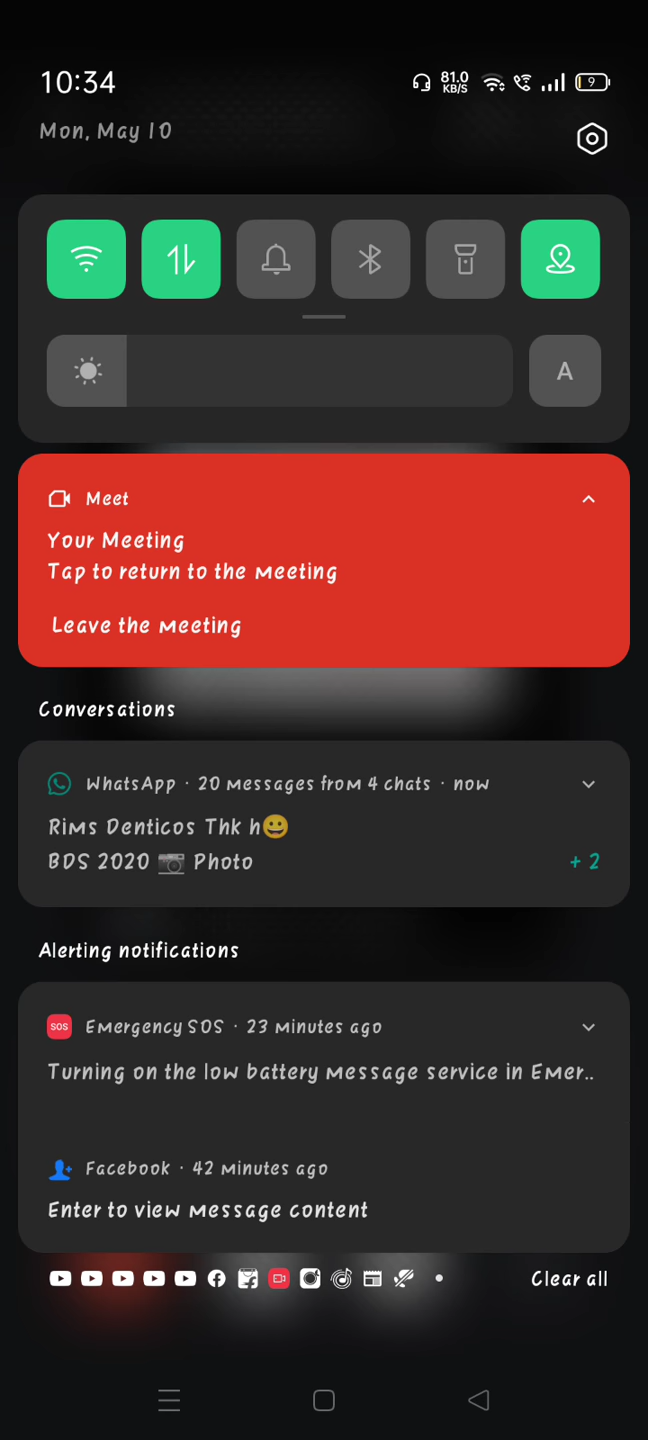 10:34
81.0
KB/S
9
Mon, May 10
A
Meet
Your Meeting
Tap to return to the meeting
Leave the meeting
Conversations
WhatsApp · 20 messages from 4 chats · now
Rims Denticos Thk h😀
BDS 2020 📷 Photo
+ 2
Alerting notifications
SOS
Emergency SOS · 23 minutes ago
Turning on the low battery message service in Emer..
Facebook · 42 minutes ago
Enter to view message content
Clear all